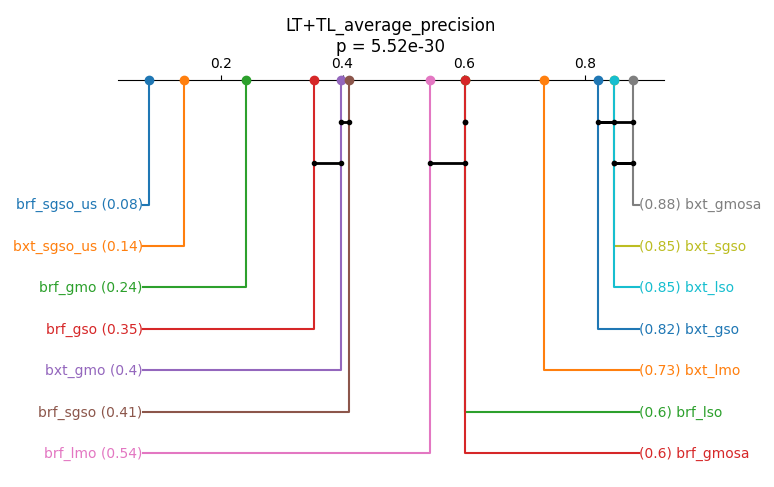 LT+TL_average_precision
p = 5.52e-30
0.2 0.4 0.6 0.8
brf_sgso_us (0.08) (0.88) bxt_gmosa
bxt_sgso_us (0.14) (0.85) bxt_sgso
brf_gmo (0.24) (0.85) bxt_lso
brf_gso (0.35) (0.82) bxt_gso
bxt_gmo (0.4) (0.73) bxt_lmo
brf_sgso (0.41) (0.6) brf_lso
brf_lmo (0.54) (0.6) brf_gmosa